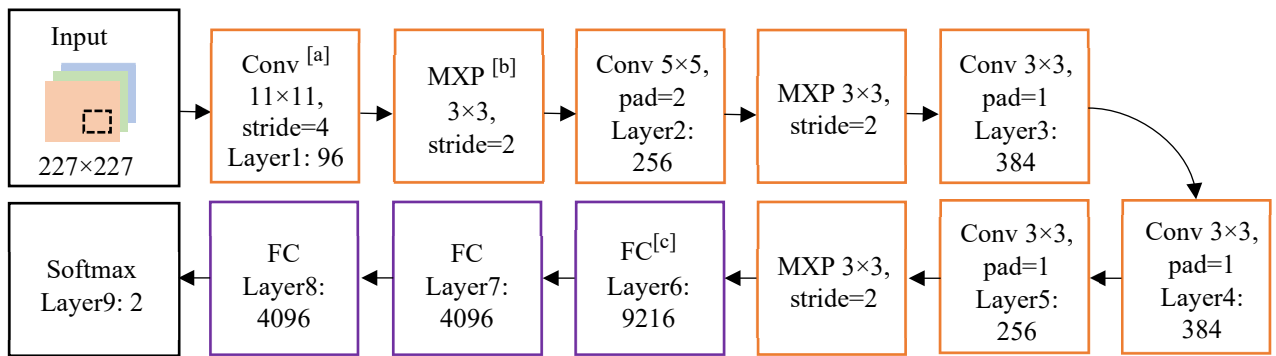 Input
227×227
Conv [a]
11×11,
stride=4
Layer1: 96
MXP [b]
3×3,
stride=2
Conv 5×5,
pad=2
Layer2:
256
MXP 3×3,
stride=2
Conv 3×3,
pad=1
Layer3:
384
Conv 3×3,
pad=1
Layer4:
384
Conv 3×3,
pad=1
Layer5:
256
MXP 3×3,
stride=2
FC[c]
Layer6:
9216
FC
Layer7:
4096
FC
Layer8:
4096
Softmax
Layer9: 2